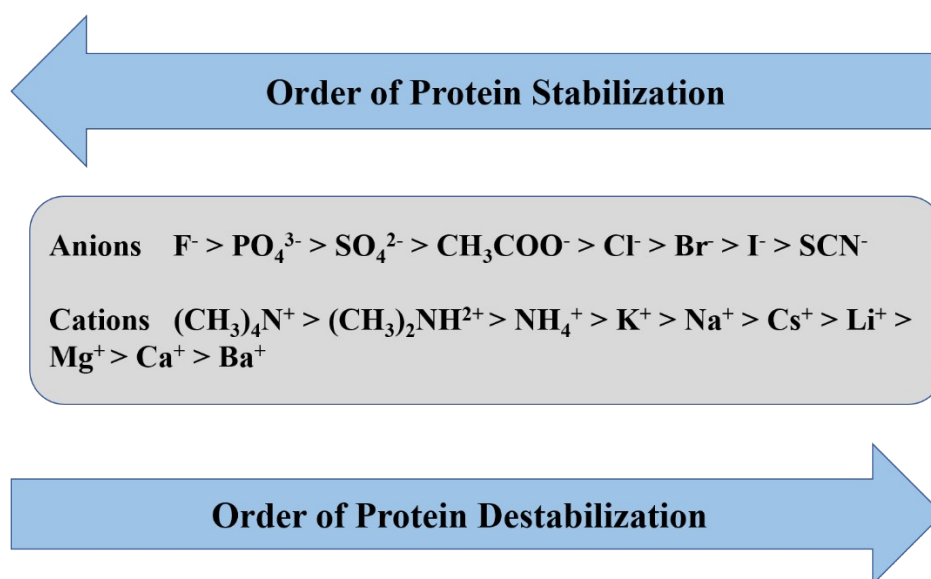 Order of Protein Stabilization
Anions F⁻ > PO₄³⁻ > SO₄²⁻ > CH₃COO⁻ > Cl⁻ > Br⁻ > I⁻ > SCN⁻
Cations (CH₃)₄N⁺ > (CH₃)₂NH²⁺ > NH₄⁺ > K⁺ > Na⁺ > Cs⁺ > Li⁺ >
Mg⁺ > Ca⁺ > Ba⁺
Order of Protein Destabilization